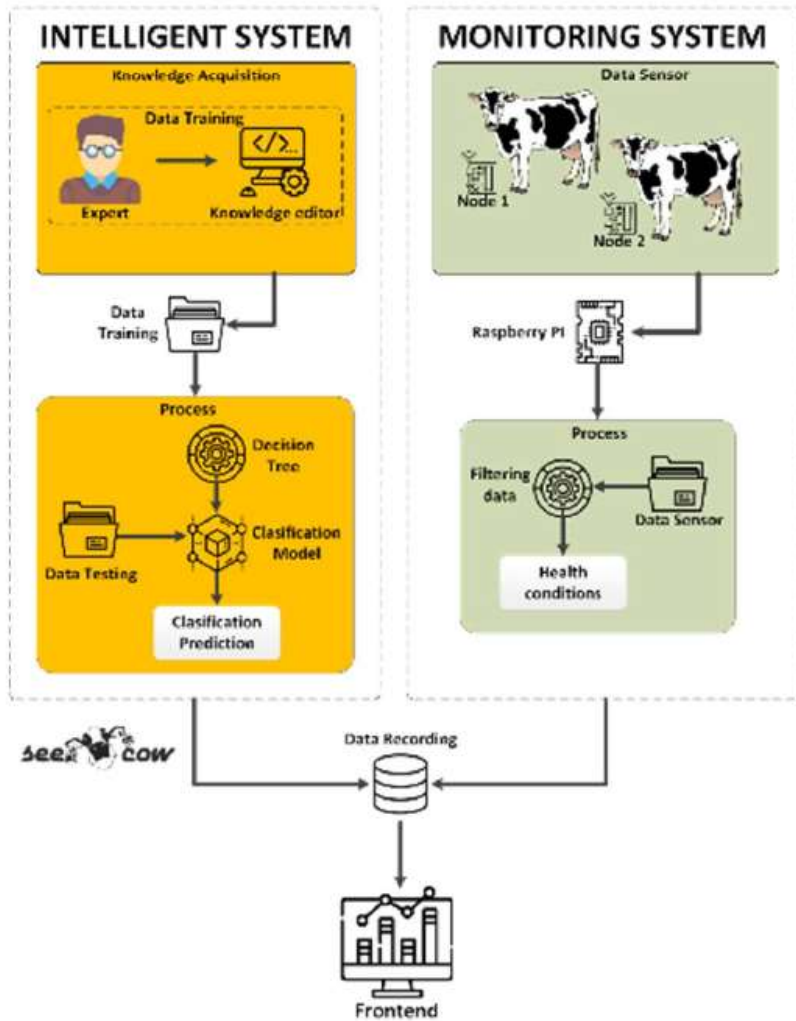 INTELLIGENT SYSTEM
Knowledge Acquisition
Data Training
</>...
Expert
Knowledge editor
Data
Training
Process
Decision
Tree
Clasification
Model
Data Testing
Clasification
Prediction
MONITORING SYSTEM
Data Sensor
Node 1
Node 2
Raspberry PI
Process
Filtering
data
Data Sensor
Health
conditions
see cow
Data Recording
Frontend